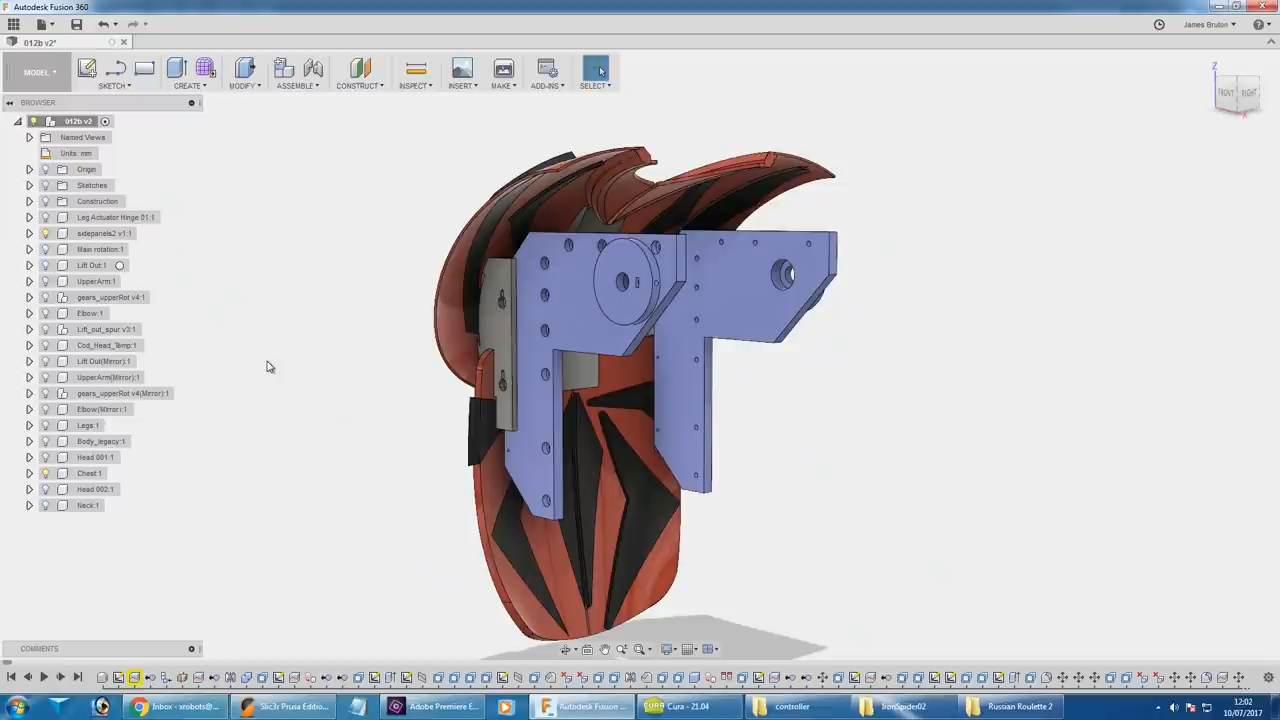 Autodesk Fusion 360
James Bruton
012b v2*
MODEL
SKETCH
CREATE
MODIFY
ASSEMBLE
CONSTRUCT
INSPECT
INSERT
MAKE
ADD-INS
SELECT
Z
FRONT
RIGHT
X
BROWSER
012b v2
Named Views
Units: mm
Origin
Sketches
Construction
Leg Actuator Hinge 01:1
sidepanels2 v1:1
Main rotation:1
Lift Out:1
UpperArm:1
gears_upperRot v4:1
Elbow:1
Lift_out_spur v3:1
Cod_Head_Temp:1
Lift Out(Mirror):1
UpperArm(Mirror):1
gears_upperRot v4(Mirror):1
Elbow(Mirror):1
Legs:1
Body_legacy:1
Head 001:1
Chest:1
Head 002:1
Neck:1
COMMENTS
Inbox - xrobots@...
Slic3r Prusa Editio...
Adobe Premiere E...
Autodesk Fusion ...
Cura - 21.04
controller
IronSpider02
Russian Roulette 2
12:02
10/07/2017